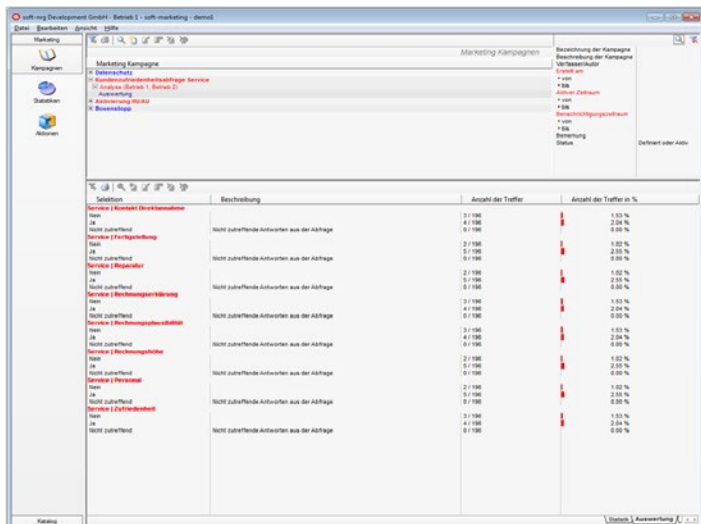 soft-nrg Development GmbH - Betrieb 1 - soft-marketing - demo1
Datei Bearbeiten Ansicht Hilfe
Marketing
Kampagnen
Statistiken
Aktionen
Katalog
Marketing Kampagnen
Marketing Kampagne
Datenschutz
Kundenzufriedenheitsabfrage Service
Analyse (Betrieb 1, Betrieb 2)
Auswertung
Aktivierung HU/AU
Boxenstopp
Bezeichnung der Kampagne
Beschreibung der Kampagne
Verfasser/Autor
Erstellt am
* von
* bis
Aktiver Zeitraum
* von
* bis
Benachrichtigungszeitraum
* von
* bis
Bemerkung
Status Definiert oder Aktiv
Selektion Beschreibung Anzahl der Treffer Anzahl der Treffer in %
Service | Kontakt Direktannahme
Nein 3 / 196 1.53 %
Ja 4 / 196 2.04 %
Nicht zutreffend Nicht zutreffende Antworten aus der Abfrage 0 / 196 0.00 %
Service | Fertigstellung
Nein 2 / 196 1.02 %
Ja 5 / 196 2.55 %
Nicht zutreffend Nicht zutreffende Antworten aus der Abfrage 0 / 196 0.00 %
Service | Reparatur
Nein 2 / 196 1.02 %
Ja 5 / 196 2.55 %
Nicht zutreffend Nicht zutreffende Antworten aus der Abfrage 0 / 196 0.00 %
Service | Rechnungserklärung
Nein 3 / 196 1.53 %
Ja 4 / 196 2.04 %
Nicht zutreffend Nicht zutreffende Antworten aus der Abfrage 0 / 196 0.00 %
Service | Rechnungsplausibilität
Nein 3 / 196 1.53 %
Ja 4 / 196 2.04 %
Nicht zutreffend Nicht zutreffende Antworten aus der Abfrage 0 / 196 0.00 %
Service | Rechnungshöhe
Nein 2 / 196 1.02 %
Ja 5 / 196 2.55 %
Nicht zutreffend Nicht zutreffende Antworten aus der Abfrage 0 / 196 0.00 %
Service | Personal
Nein 2 / 196 1.02 %
Ja 5 / 196 2.55 %
Nicht zutreffend Nicht zutreffende Antworten aus der Abfrage 0 / 196 0.00 %
Service | Zufriedenheit
Nein 3 / 196 1.53 %
Ja 4 / 196 2.04 %
Nicht zutreffend Nicht zutreffende Antworten aus der Abfrage 0 / 196 0.00 %
Statistik Auswertung